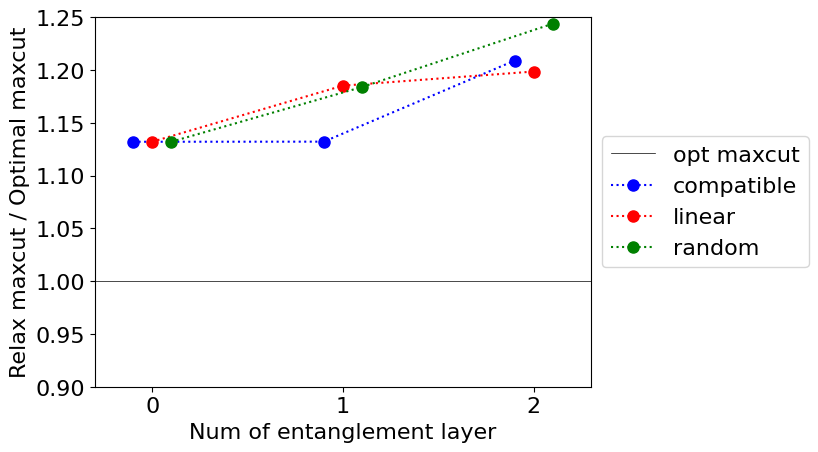 Relax maxcut / Optimal maxcut
1.25
1.20
1.15
1.10
1.05
1.00
0.95
0.90
0
1
2
Num of entanglement layer
opt maxcut
compatible
linear
random